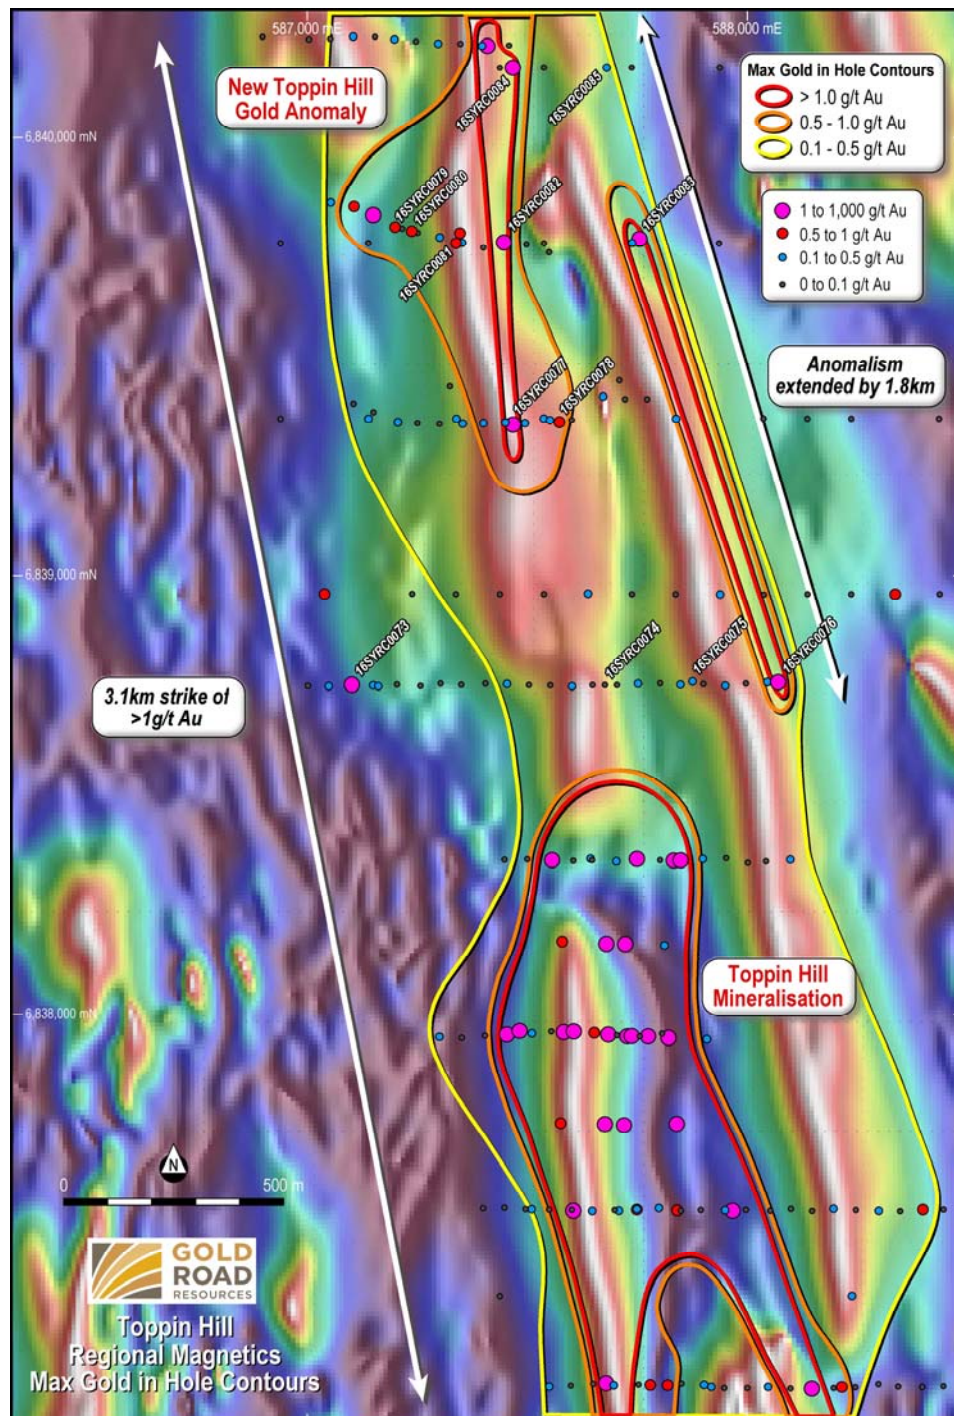 587,000 mE
588,000 mE
New Toppin Hill
Gold Anomaly
16SYRC0084
16SYRC0085
Max Gold in Hole Contours
> 1.0 g/t Au
0.5 - 1.0 g/t Au
0.1 - 0.5 g/t Au
6,840,000 mN
16SYRC0079
16SYRC0080
16SYRC0081
16SYRC0082
16SYRC0083
1 to 1,000 g/t Au
0.5 to 1 g/t Au
0.1 to 0.5 g/t Au
0 to 0.1 g/t Au
Anomalism
extended by 1.8km
16SYRC0077
16SYRC0078
6,839,000 mN
16SYRC0073
16SYRC0074
16SYRC0075
16SYRC0076
3.1km strike of
>1g/t Au
Toppin Hill
Mineralisation
6,838,000 mN
N
0
500 m
GOLD
ROAD
RESOURCES
Toppin Hill
Regional Magnetics
Max Gold in Hole Contours